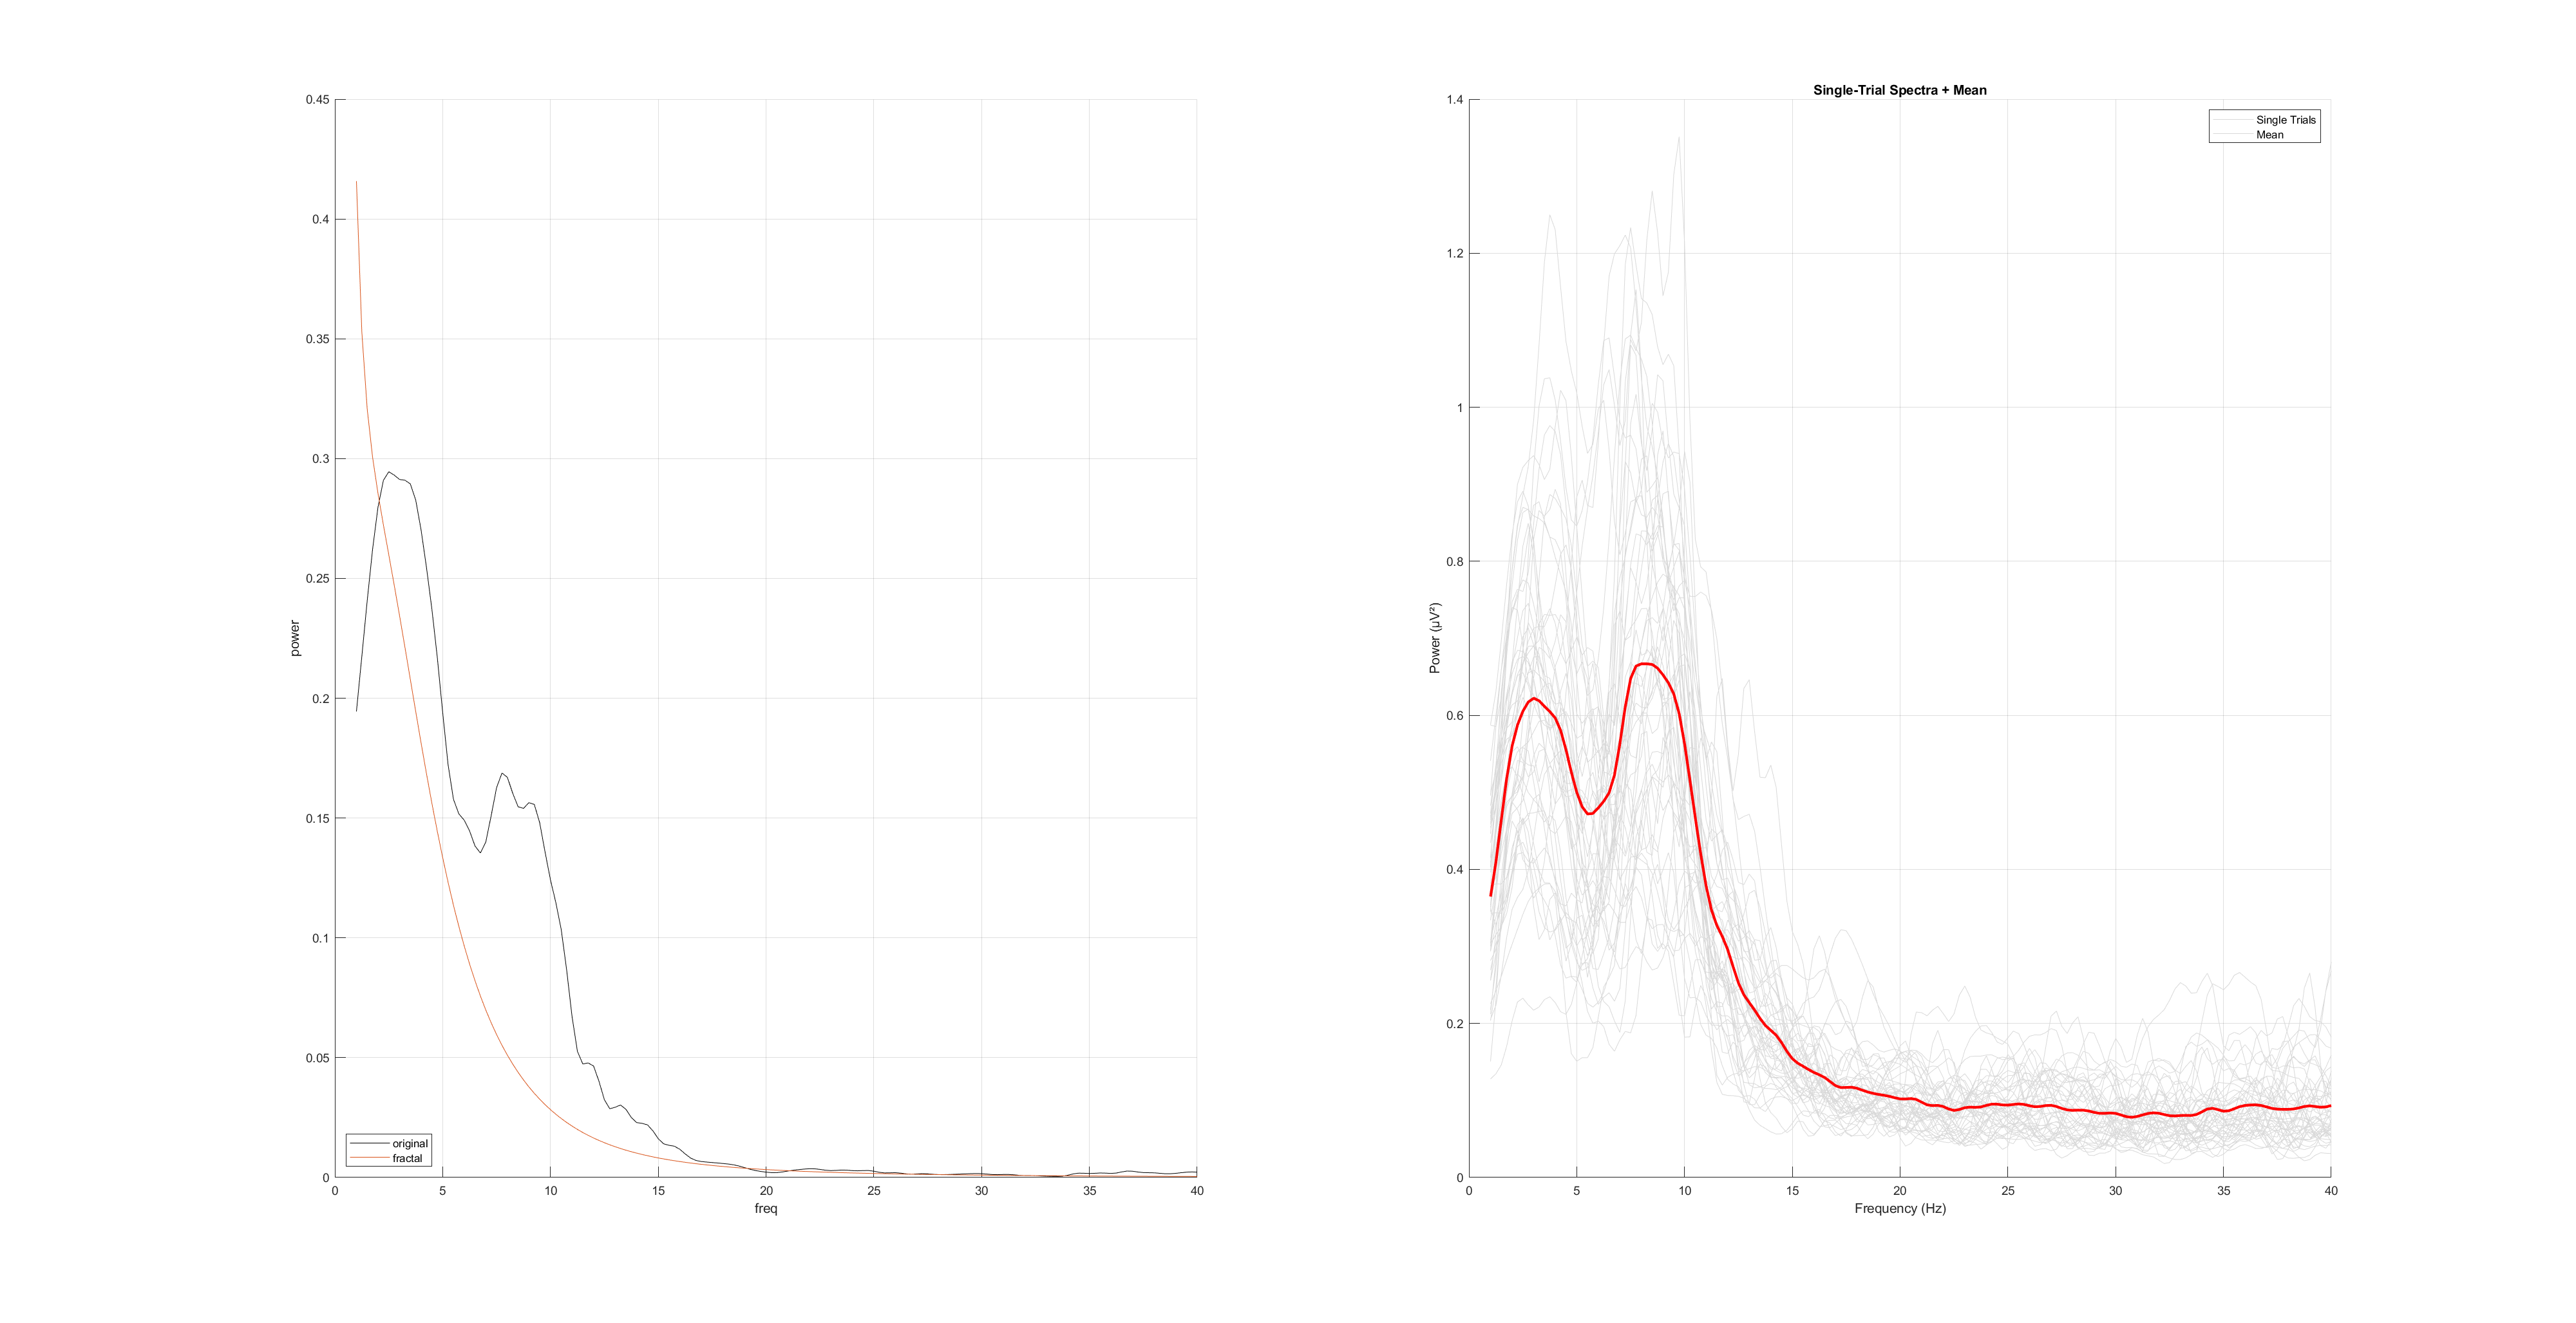 0.45
0.4
0.35
0.3
0.25
0.2
0.15
0.1
0.05
0
power
original
fractal
0 5 10 15 20 25 30 35 40
freq
Single-Trial Spectra + Mean
1.4
1.2
1
0.8
0.6
0.4
0.2
0
Power (µV²)
Single Trials
Mean
0 5 10 15 20 25 30 35 40
Frequency (Hz)